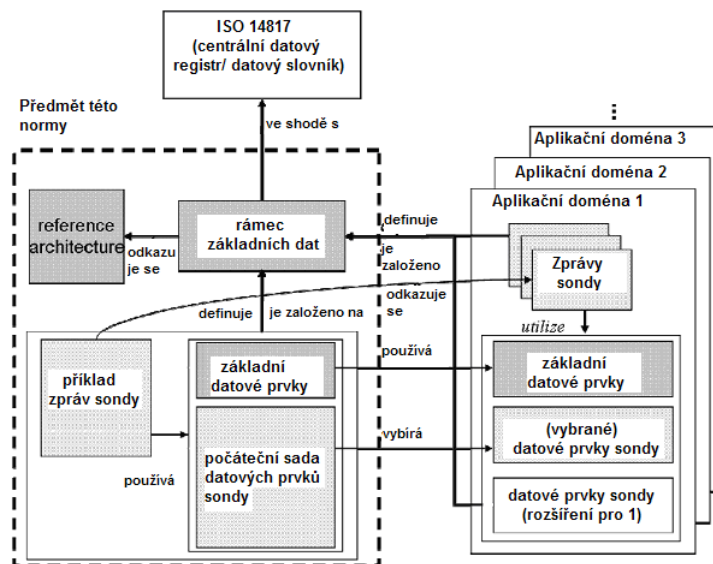 ISO 14817
(centrální datový
registr/ datový slovník)
Předmět této
normy
ve shodě s
⋮
Aplikační doména 3
Aplikační doména 2
Aplikační doména 1
reference
architecture
odkazu
je se
rámec
základních dat
definuje
je
založeno
Zprávy
sondy
odkazuje
se
definuje
je založeno na
utilize
příklad
zpráv sondy
základní
datové prvky
používá
základní
datové prvky
používá
počáteční sada
datových prvků
sondy
vybírá
(vybrané)
datové prvky sondy
datové prvky sondy
(rozšíření pro 1)